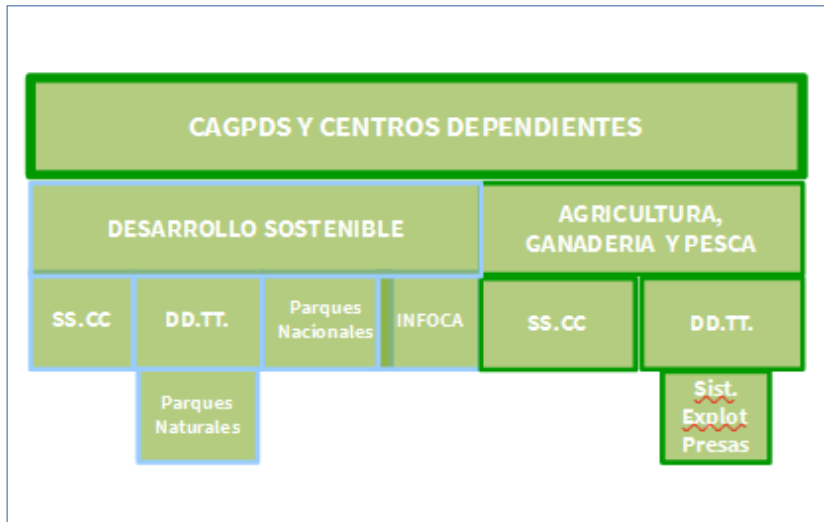 CAGPDS Y CENTROS DEPENDIENTES
DESARROLLO SOSTENIBLE
AGRICULTURA,
GANADERIA Y PESCA
SS.CC
DD.TT.
Parques
Nacionales
INFOCA
SS.CC
DD.TT.
Parques
Naturales
Sist.
Explot
Presas